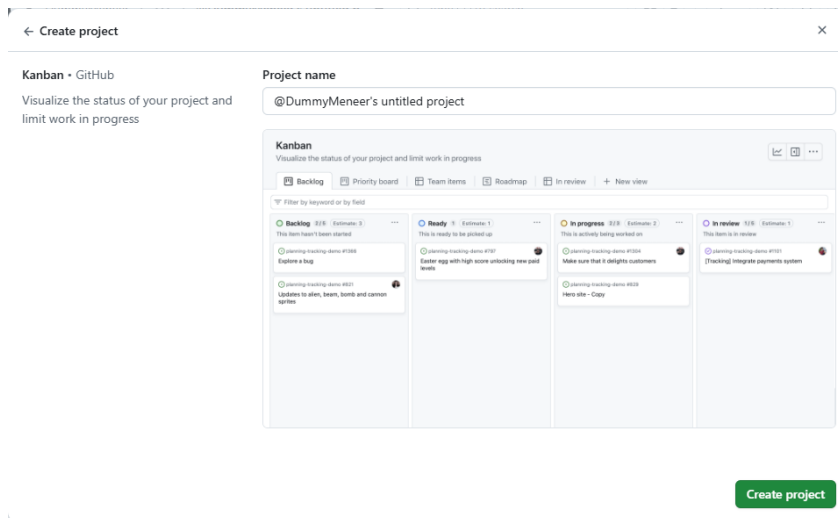 ← Create project
Kanban • GitHub
Visualize the status of your project and
limit work in progress
Project name
@DummyMeneer's untitled project
Kanban
Visualize the status of your project and limit work in progress
Backlog Priority board Team items Roadmap In review + New view
Filter by keyword or by field
Backlog Estimate: 3
This item hasn't been started
planning-tracking-demo
Explore a bug
planning-tracking-demo #821
Updates to alien, beam, bomb and cannon
sprites
Ready 1 Estimate: 1
This is ready to be picked up
planning-tracking-demo #797
Easter egg with high score unlocking new paid
levels
In progress Estimate: 2
This is actively being worked on
planning-tracking-demo
Make sure that it delights customers
planning-tracking-demo
Hero site - Copy
In review Estimate: 1
This item is in review
planning-tracking-demo
[Tracking] Integrate payments system
Create project